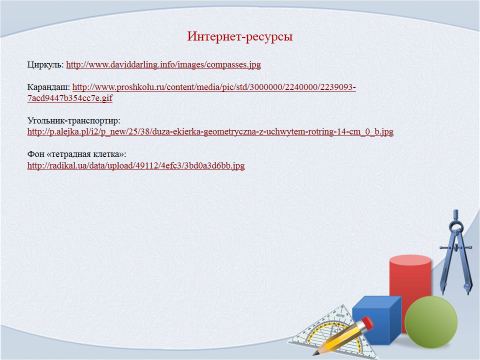 Интернет-ресурсы
Циркуль: http://www.daviddarling.info/images/compasses.jpg
Карандаш: http://www.proshkolu.ru/content/media/pic/std/3000000/2240000/2239093-
7acd9447b354cc7e.gif
Угольник-транспортир:
http://p.alejka.pl/i2/p_new/25/38/duza-ekierka-geometryczna-z-uchwytem-rotring-14-cm_0_b.jpg
Фон «тетрадная клетка»:
http://radikal.ua/data/upload/49112/4efc3/3bd0a3d6bb.jpg